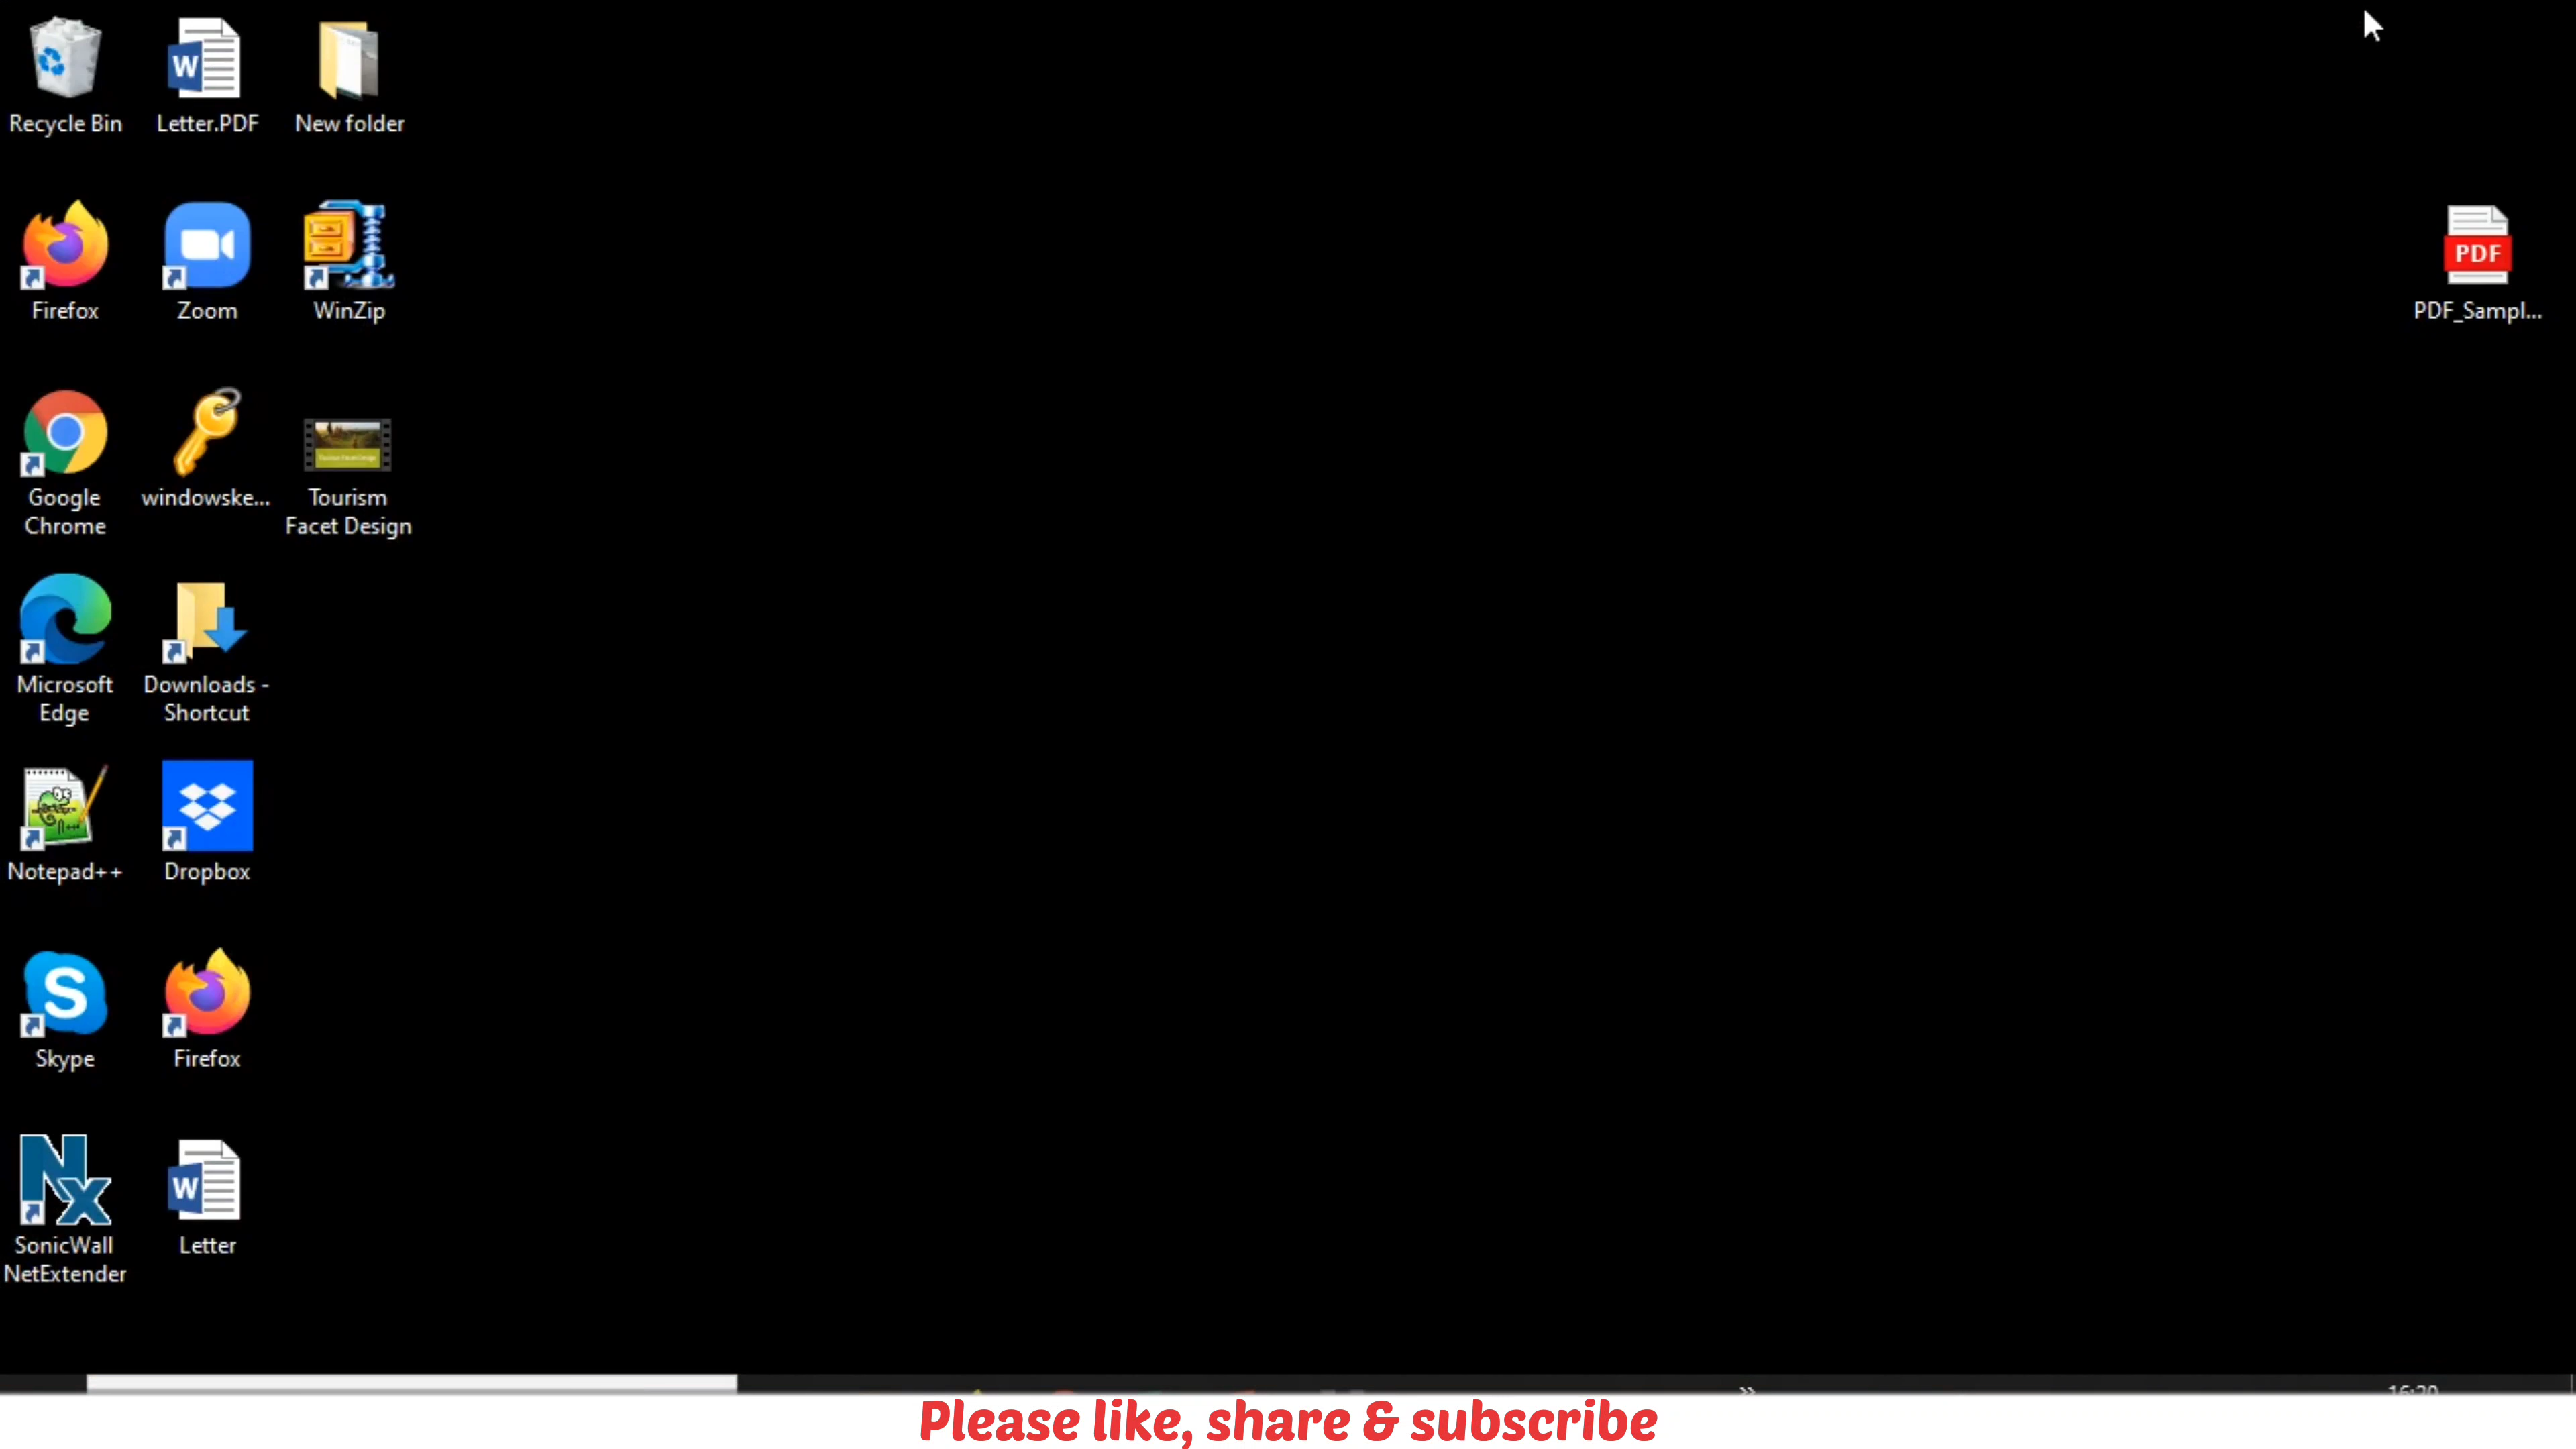 Recycle Bin
Letter.PDF
New folder
Firefox
Zoom
WinZip
PDF
PDF_Sampl...
Google
Chrome
windowske...
Tourism
Facet Design
Microsoft
Edge
Downloads -
Shortcut
Notepad++
Dropbox
Skype
Firefox
SonicWall
NetExtender
Letter
Please like, share & subscribe